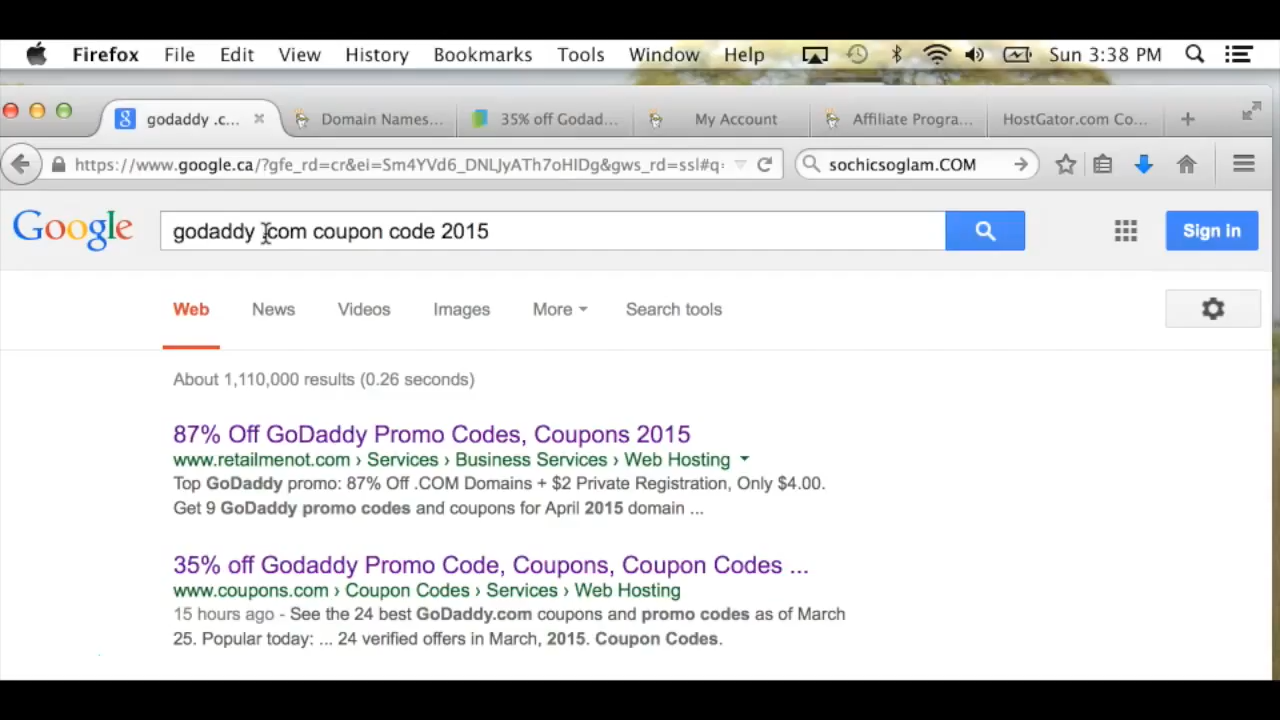 Firefox File Edit View History Bookmarks Tools Window Help Sun 3:38 PM
godaddy .c... Domain Names... 35% off Godad... My Account Affiliate Progra... HostGator.com Co...
https://www.google.ca/?gfe_rd=cr&ei=Sm4YVd6_DNLJyATh7oHIDg&gws_rd=ssl#q= sochicsoglam.COM
Google godaddy .com coupon code 2015 Sign in
Web News Videos Images More Search tools
About 1,110,000 results (0.26 seconds)
87% Off GoDaddy Promo Codes, Coupons 2015
www.retailmenot.com › Services › Business Services › Web Hosting
Top GoDaddy promo: 87% Off .COM Domains + $2 Private Registration, Only $4.00.
Get 9 GoDaddy promo codes and coupons for April 2015 domain ...
35% off Godaddy Promo Code, Coupons, Coupon Codes ...
www.coupons.com › Coupon Codes › Services › Web Hosting
15 hours ago - See the 24 best GoDaddy.com coupons and promo codes as of March
25. Popular today: ... 24 verified offers in March, 2015. Coupon Codes.